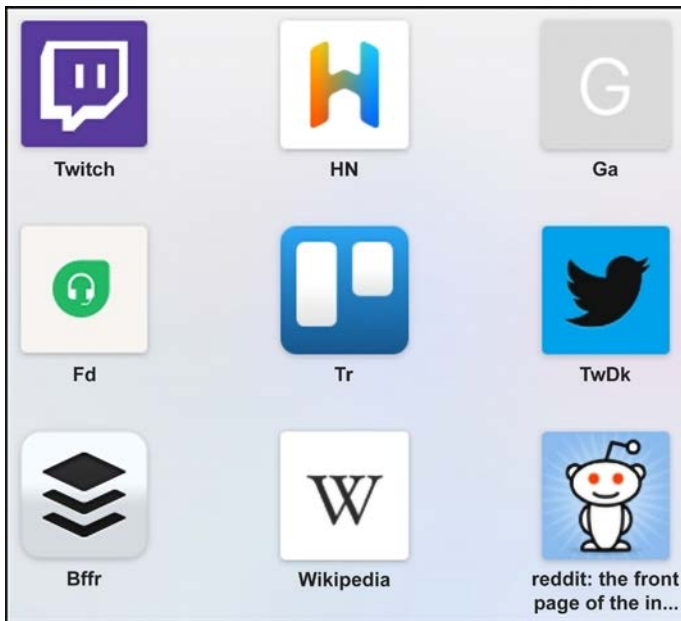 G
Twitch
HN
Ga
Fd
Tr
TwDk
W
Bffr
Wikipedia
reddit: the front
page of the in...